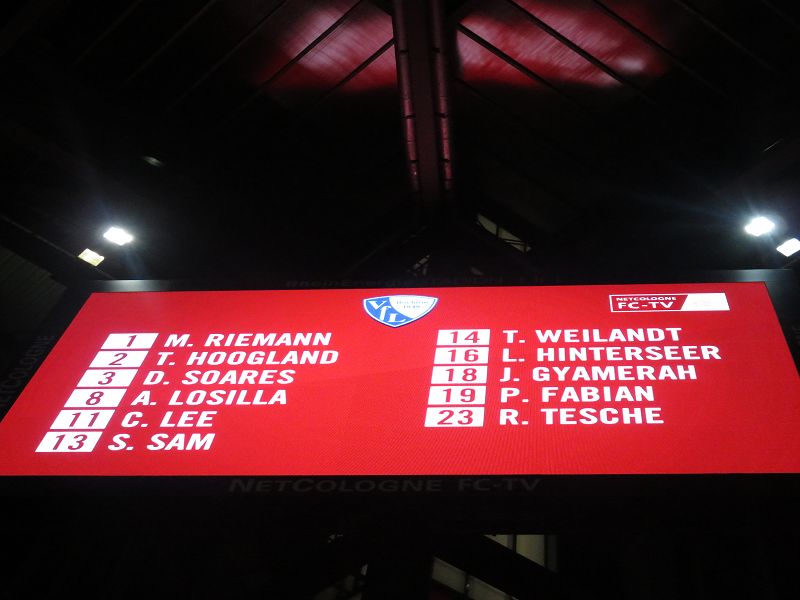 VfL
NETCOLOGNE
FC-TV
1 M. RIEMANN
2 T. HOOGLAND
3 D. SOARES
8 A. LOSILLA
11 C. LEE
13 S. SAM
14 T. WEILANDT
16 L. HINTERSEER
18 J. GYAMERAH
19 P. FABIAN
23 R. TESCHE
NETCOLOGNE FC-TV